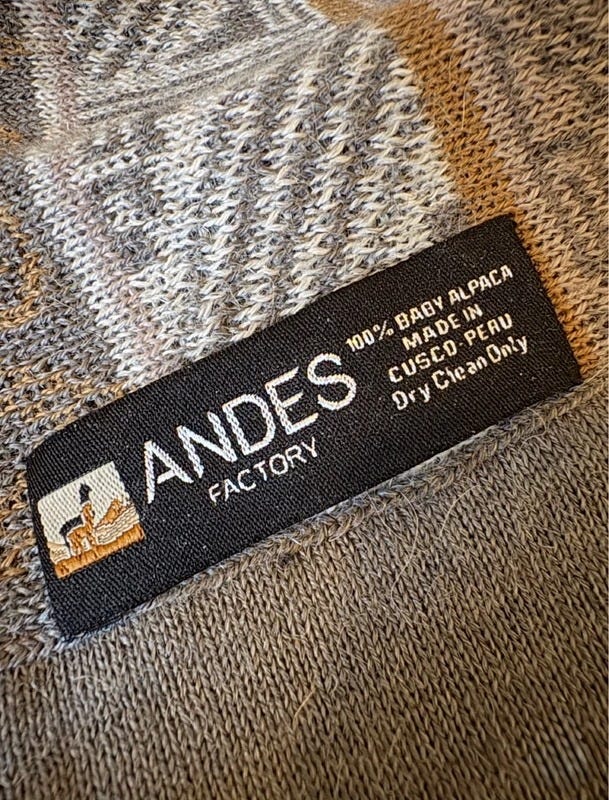 ANDES
FACTORY
100% BABY ALPACA
MADE IN
CUSCO PERU
Dry Clean Only